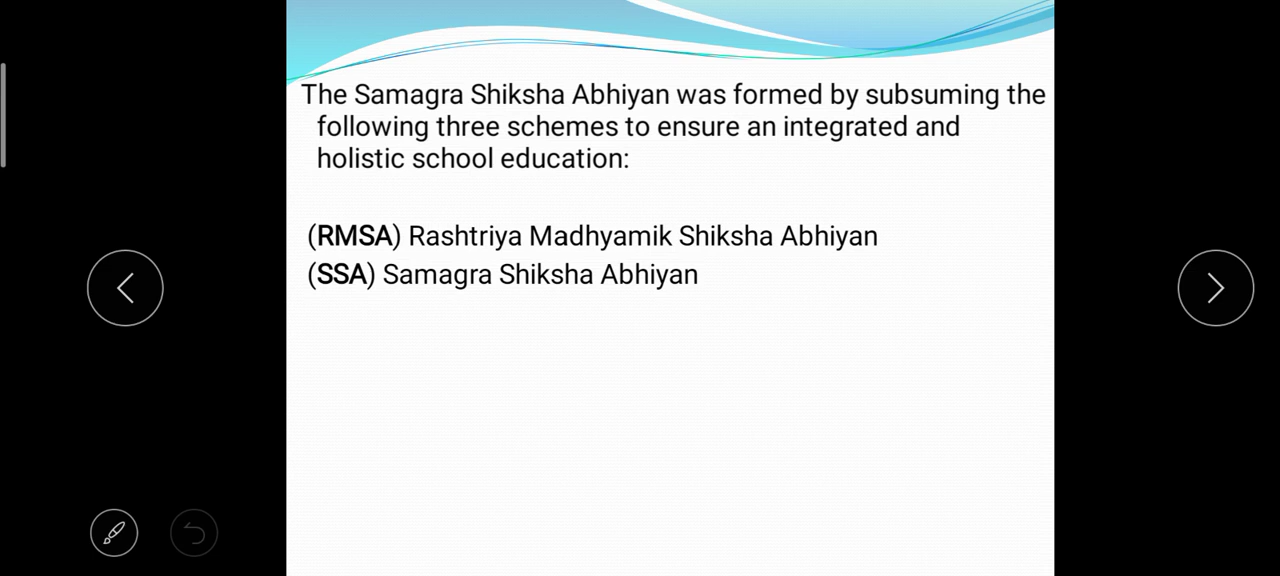 The Samagra Shiksha Abhiyan was formed by subsuming the
following three schemes to ensure an integrated and
holistic school education:
(RMSA) Rashtriya Madhyamik Shiksha Abhiyan
(SSA) Samagra Shiksha Abhiyan